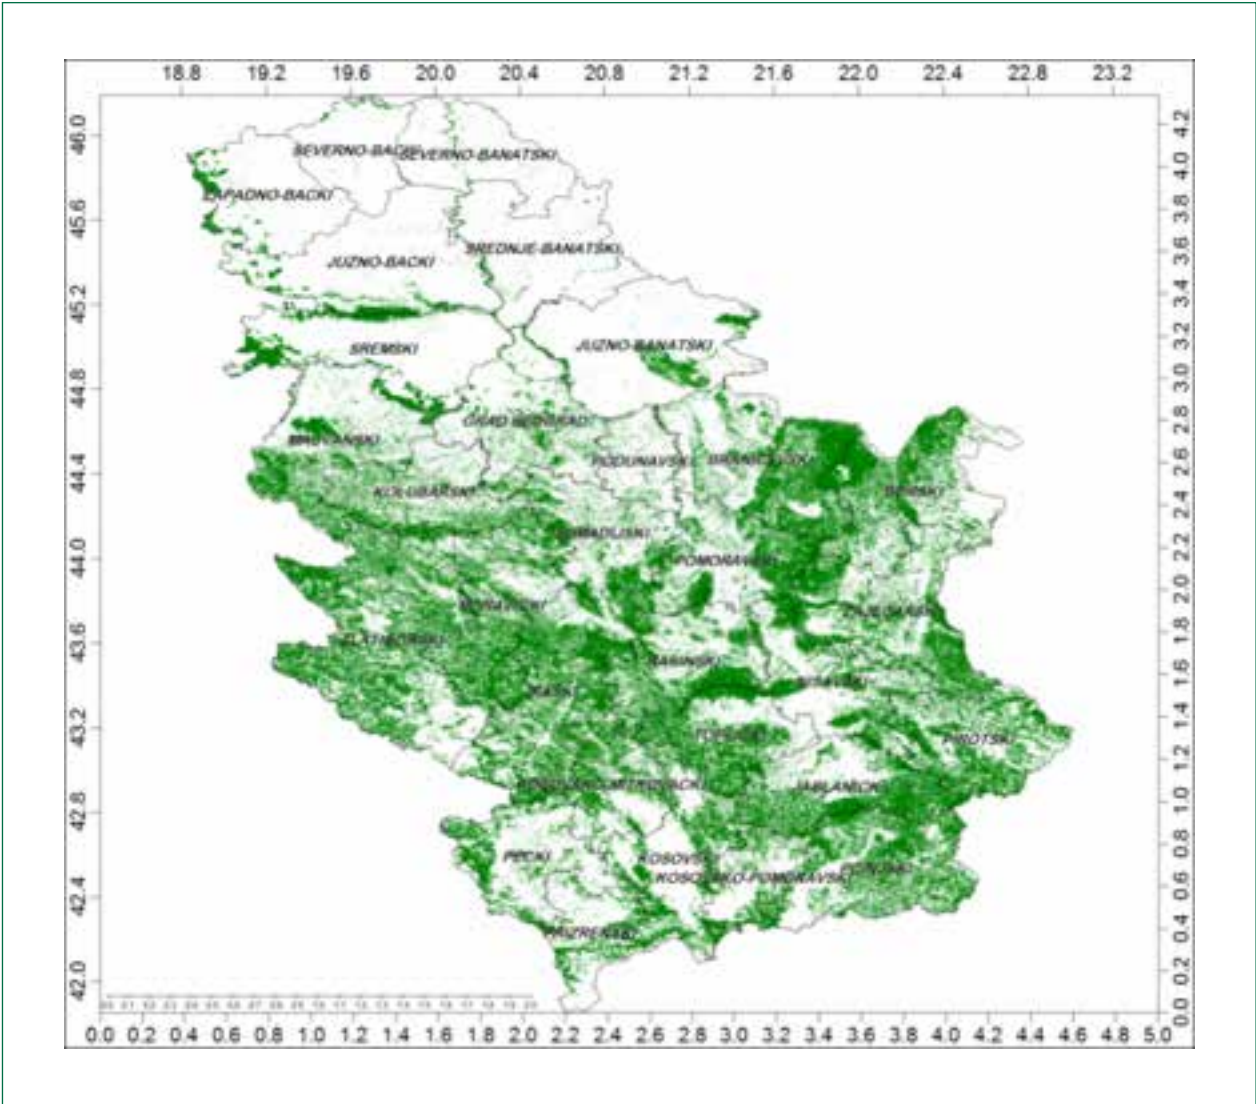 18.8 19.2 19.6 20.0 20.4 20.8 21.2 21.6 22.0 22.4 22.8 23.2
46.0
45.6
45.2
44.8
44.4
44.0
43.6
43.2
42.8
42.4
42.0
4.2
4.0
3.8
3.6
3.4
3.2
3.0
2.8
2.6
2.4
2.2
2.0
1.8
1.6
1.4
1.2
1.0
0.8
0.6
0.4
0.2
0.0
SEVERNO-BACKI
SEVERNO-BANATSKI
ZAPADNO-BACKI
SREDNJE-BANATSKI
JUZNO-BACKI
JUZNO-BANATSKI
SREMSKI
GRAD BEOGRAD
MACVANSKI
PODUNAVSKI
BRANICEVSKI
KOLUBARSKI
BORSKI
SUMADIJSKI
POMORAVSKI
MORAVICKI
ZAJECARSKI
ZLATIBORSKI
RASINSKI
NISAVSKI
RASKI
TOPLICKI
PIROTSKI
KOSOVSKO-MITROVACKI
JABLANICKI
PECKI
KOSOVSKI
KOSOVSKO-POMORAVSKI
PCINJSKI
PRIZRENSKI
0.0 0.2 0.4 0.6 0.8 1.0 1.2 1.4 1.6 1.8 2.0 2.2 2.4 2.6 2.8 3.0 3.2 3.4 3.6 3.8 4.0 4.2 4.4 4.6 4.8 5.0